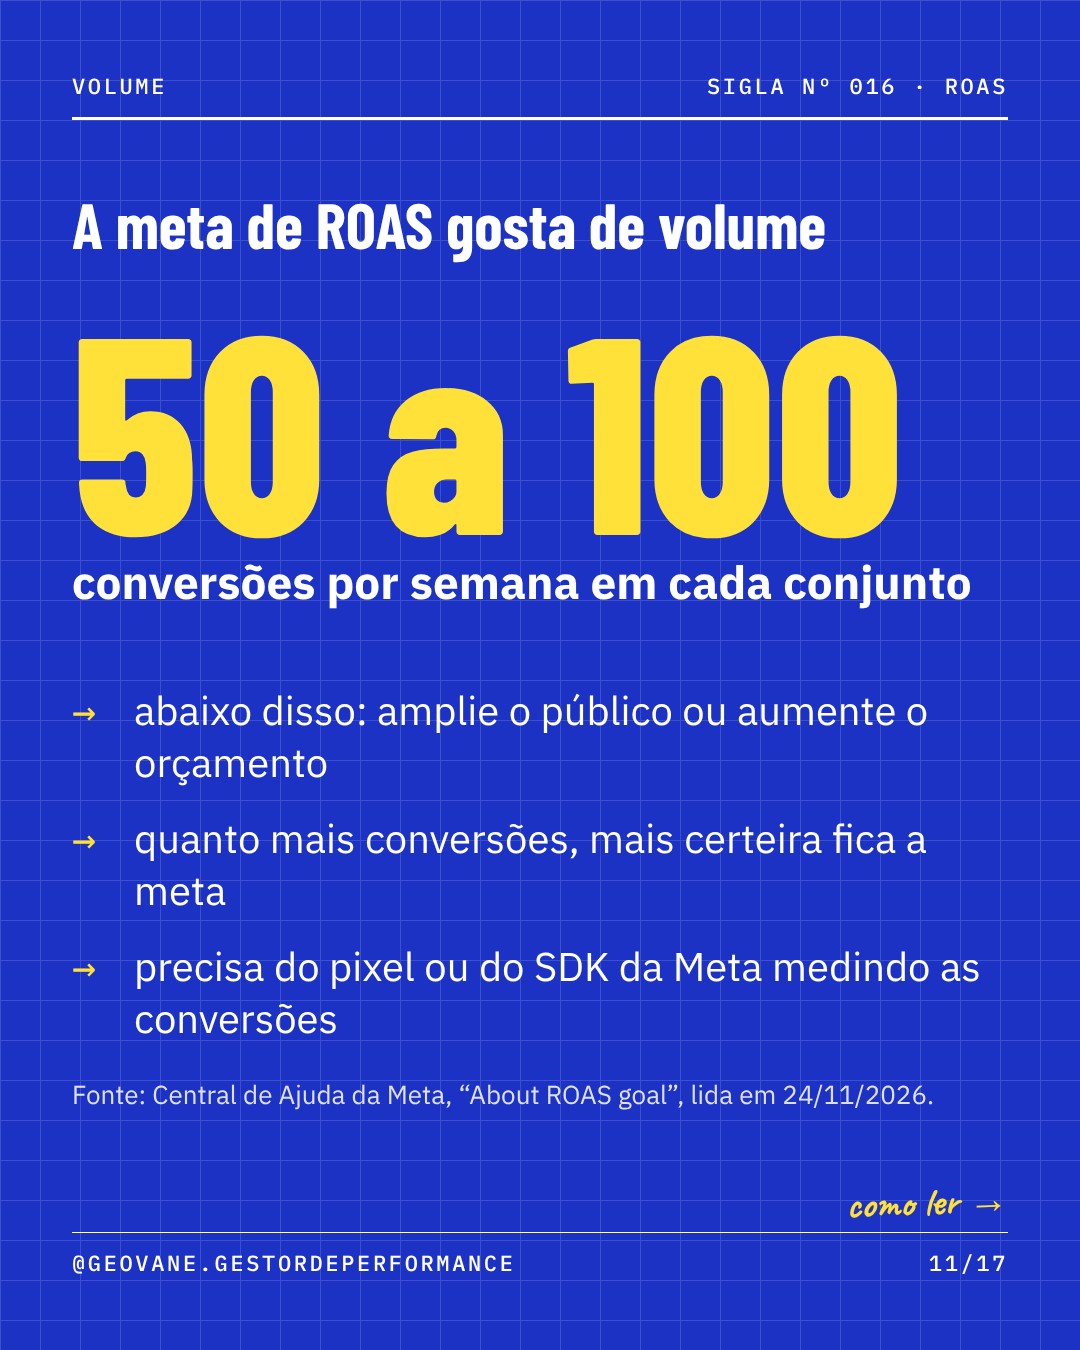 VOLUME
SIGLA Nº 016 · ROAS
A meta de ROAS gosta de volume
50 a 100
conversões por semana em cada conjunto
→ abaixo disso: amplie o público ou aumente o
orçamento
→ quanto mais conversões, mais certeira fica a
meta
→ precisa do pixel ou do SDK da Meta medindo as
conversões
Fonte: Central de Ajuda da Meta, “About ROAS goal”, lida em 24/11/2026.
como ler →
@GEOVANE.GESTORDEPERFORMANCE
11/17